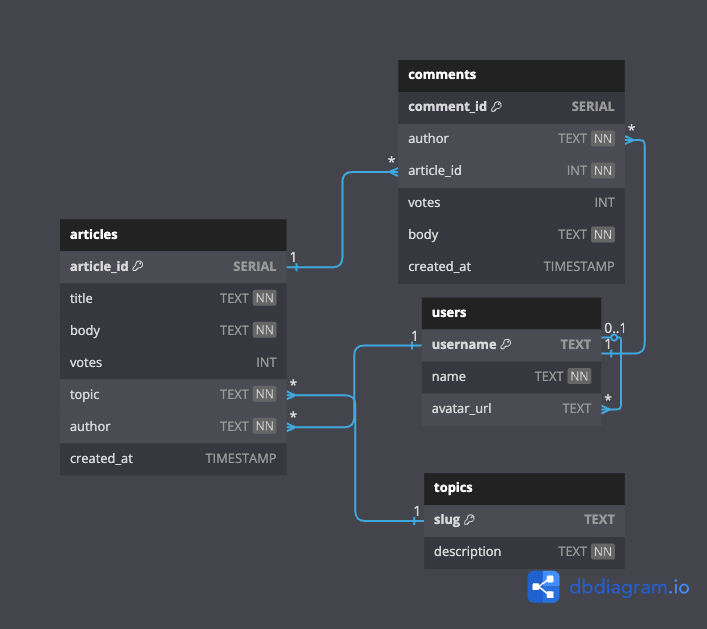 comments
comment_id SERIAL
author TEXT NN
article_id INT NN
votes INT
body TEXT NN
created_at TIMESTAMP
*
*
articles
article_id SERIAL
title TEXT NN
body TEXT NN
votes INT
topic TEXT NN
author TEXT NN
created_at TIMESTAMP
1
*
*
users
username TEXT
name TEXT NN
avatar_url TEXT
1
0..1
1
*
topics
slug TEXT
description TEXT NN
1
dbdiagram.io